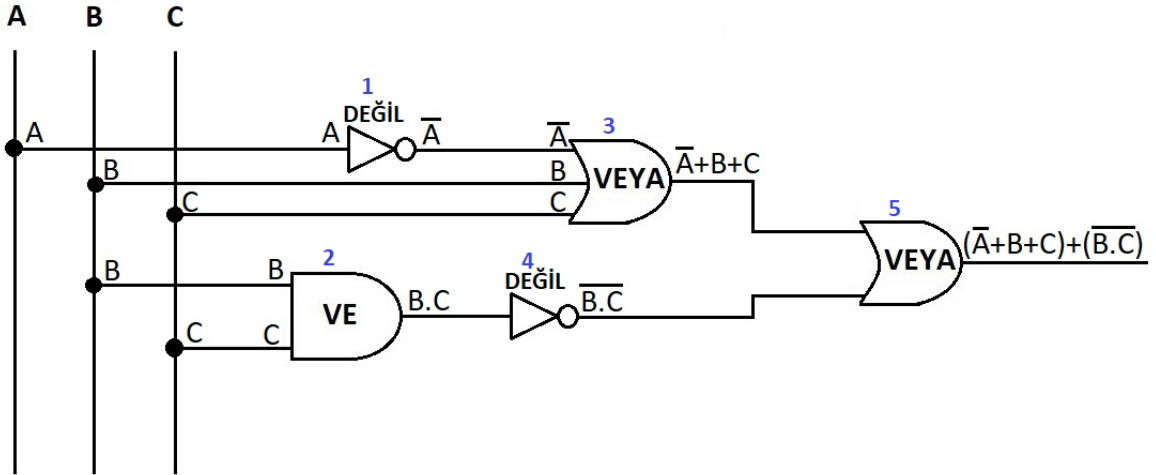 A B C
1
DEĞİL
A A A̅ A̅ 3
B B VEYA A̅+B+C
C C
5
VEYA (A̅+B+C)+(B̅.̅C̅)
2 4
DEĞİL
B B
VE B.C B̅.̅C̅
C C